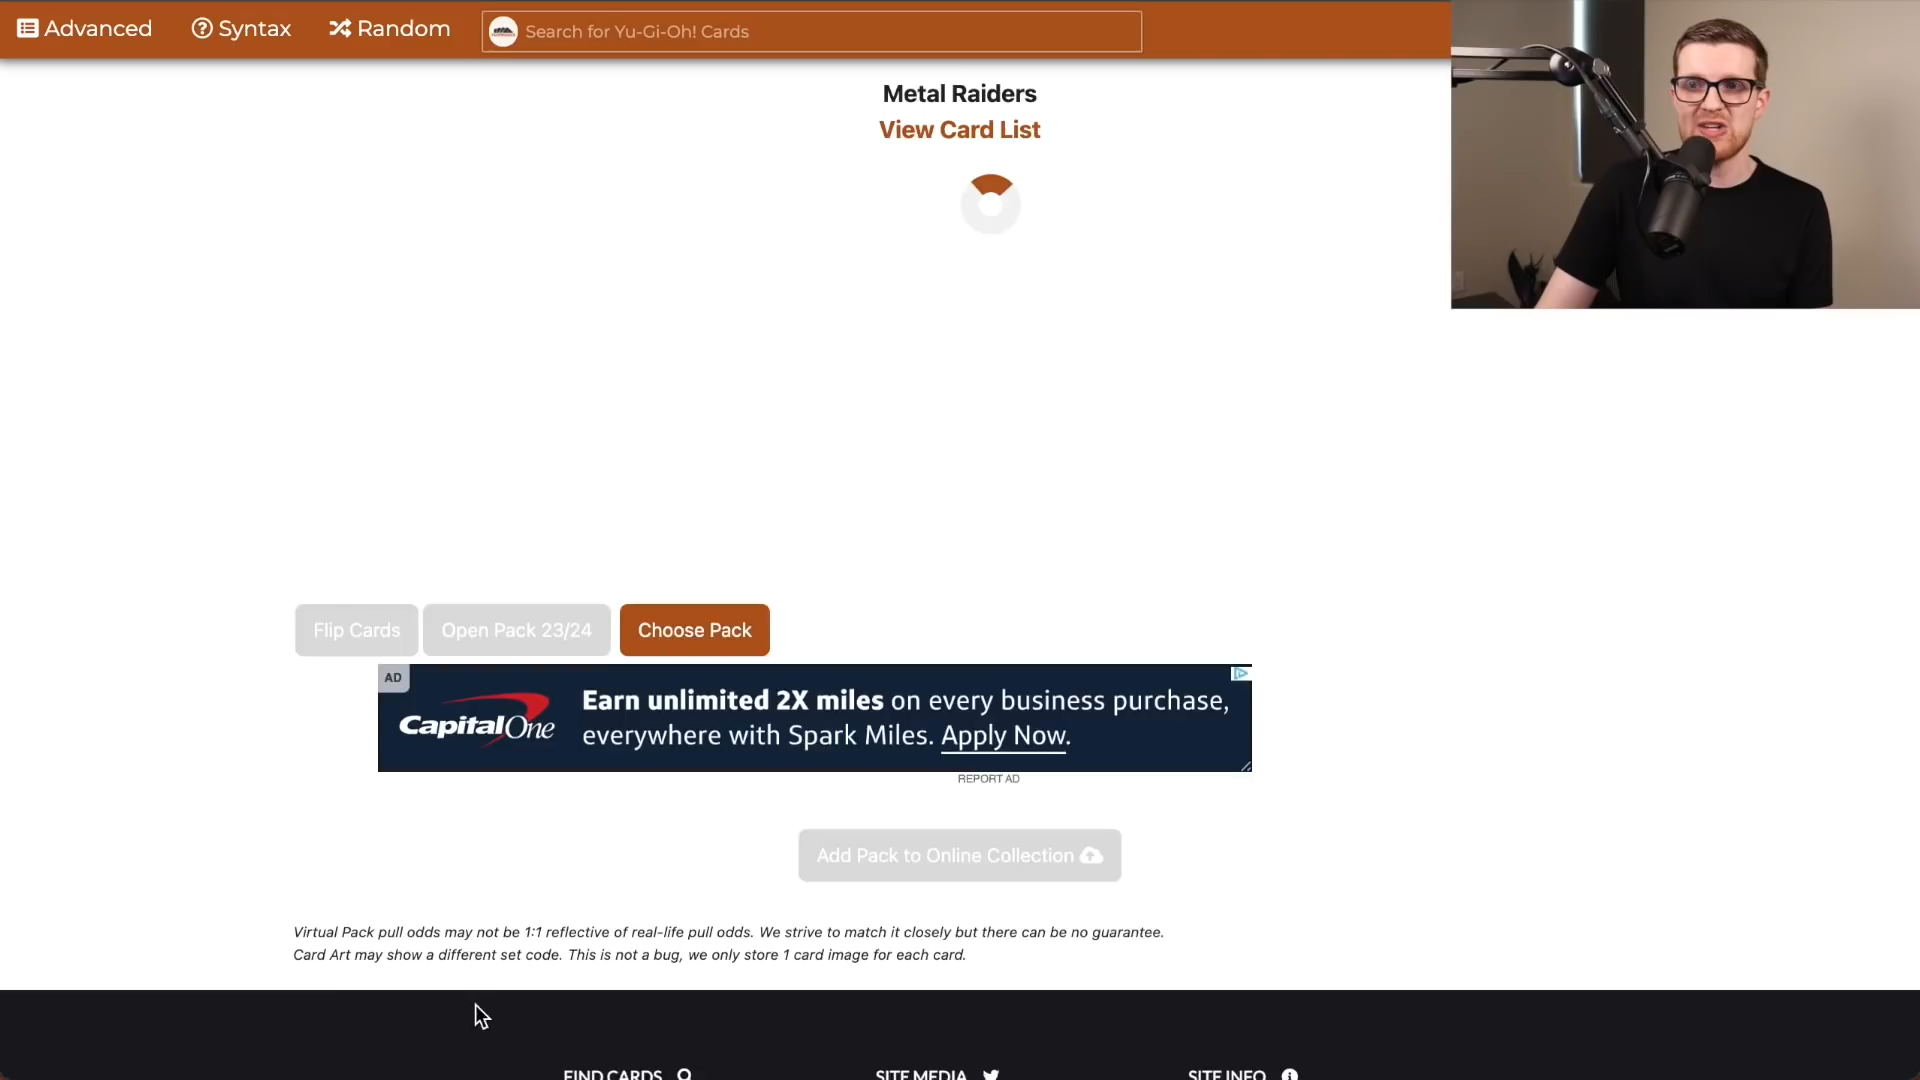 Advanced
Syntax
Random
Search for Yu-Gi-Oh! Cards
Metal Raiders
View Card List
Flip Cards
Open Pack 23/24
Choose Pack
AD
CapitalOne
Earn unlimited 2X miles on every business purchase,
everywhere with Spark Miles. Apply Now.
REPORT AD
Add Pack to Online Collection
Virtual Pack pull odds may not be 1:1 reflective of real-life pull odds. We strive to match it closely but there can be no guarantee.
Card Art may show a different set code. This is not a bug, we only store 1 card image for each card.
FIND CARDS
SITE MEDIA
SITE INFO